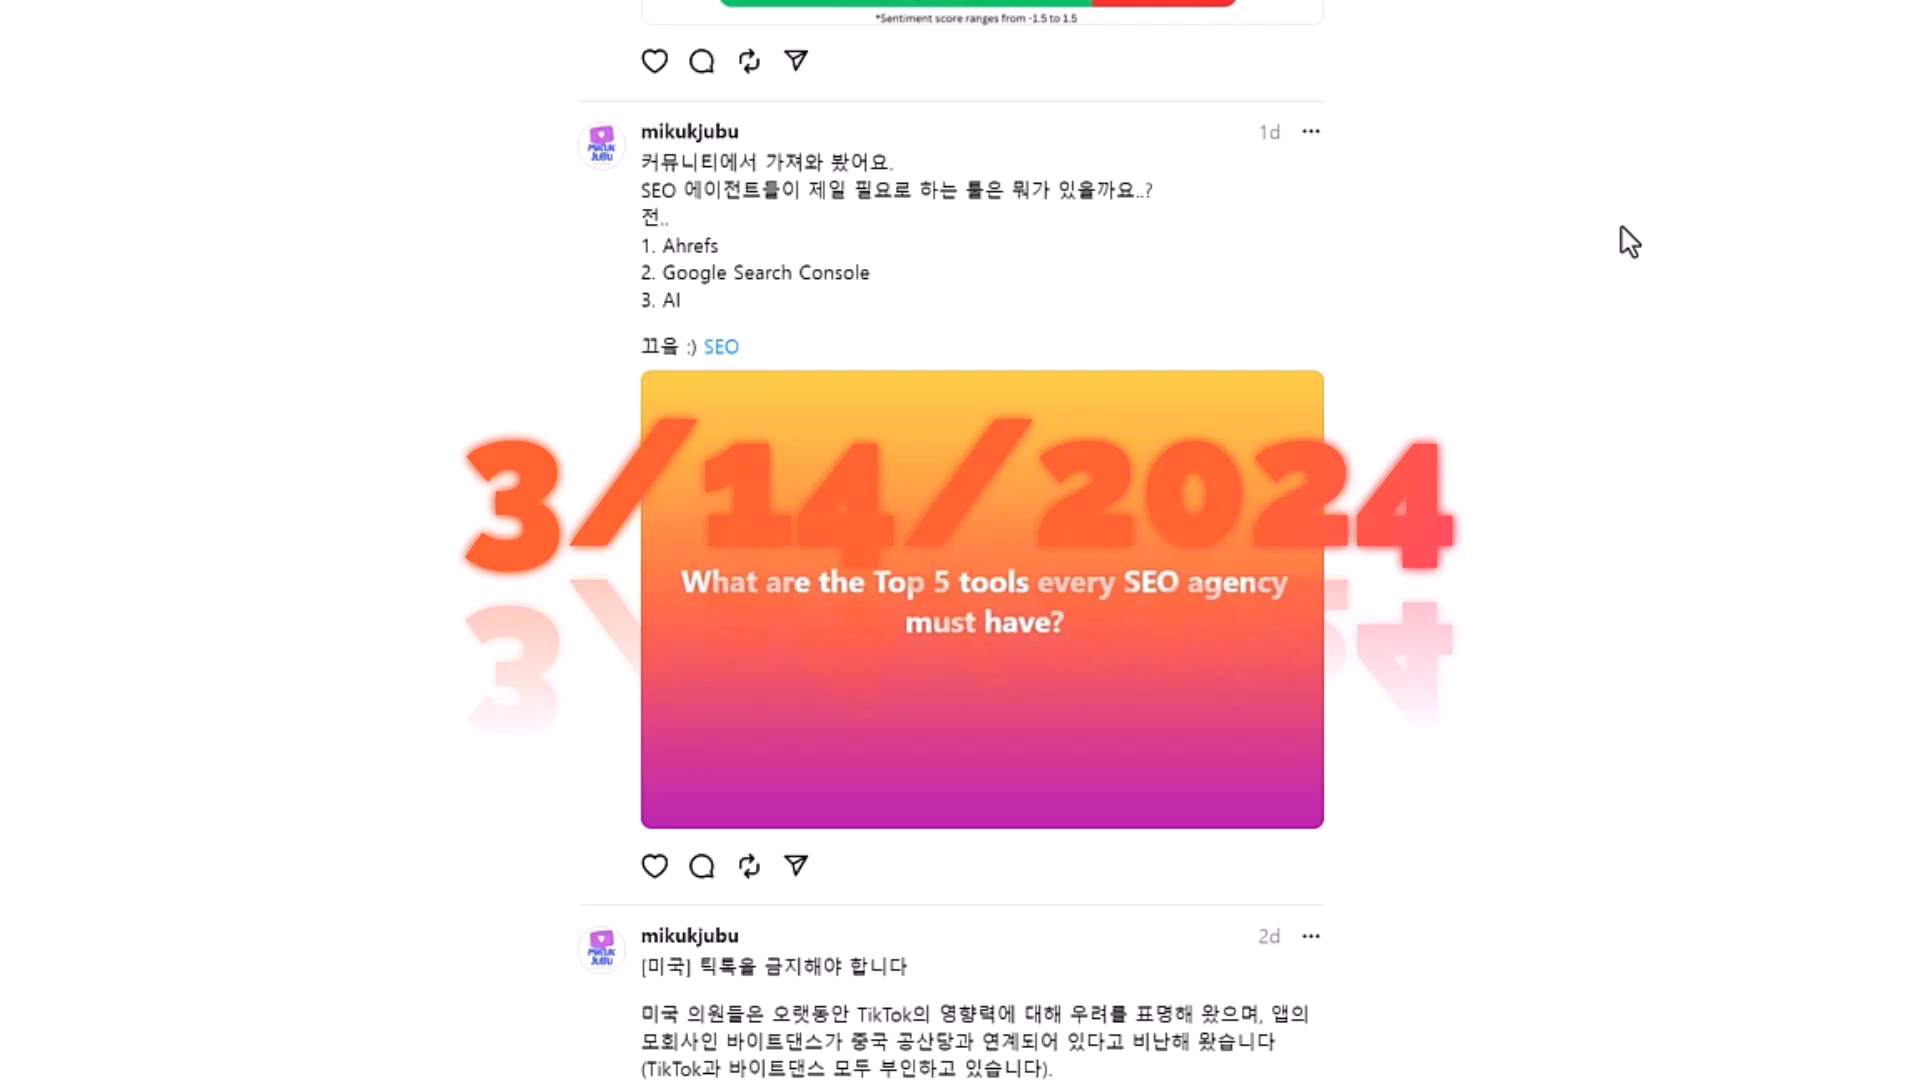 *Sentiment score ranges from -1.5 to 1.5
mikukjubu
1d
커뮤니티에서 가져와 봤어요.
SEO 에이전트들이 제일 필요로 하는 툴은 뭐가 있을까요..?
전..
1. Ahrefs
2. Google Search Console
3. AI
끄읔 :) SEO
3/14/2024
What are the Top 5 tools every SEO agency
must have?
mikukjubu
2d
[미국] 틱톡을 금지해야 합니다
미국 의원들은 오랫동안 TikTok의 영향력에 대해 우려를 표명해 왔으며, 앱의
모회사인 바이트댄스가 중국 공산당과 연계되어 있다고 비난해 왔습니다
(TikTok과 바이트댄스 모두 부인하고 있습니다).
MIKUK
JUBU
MIKUK
JUBU